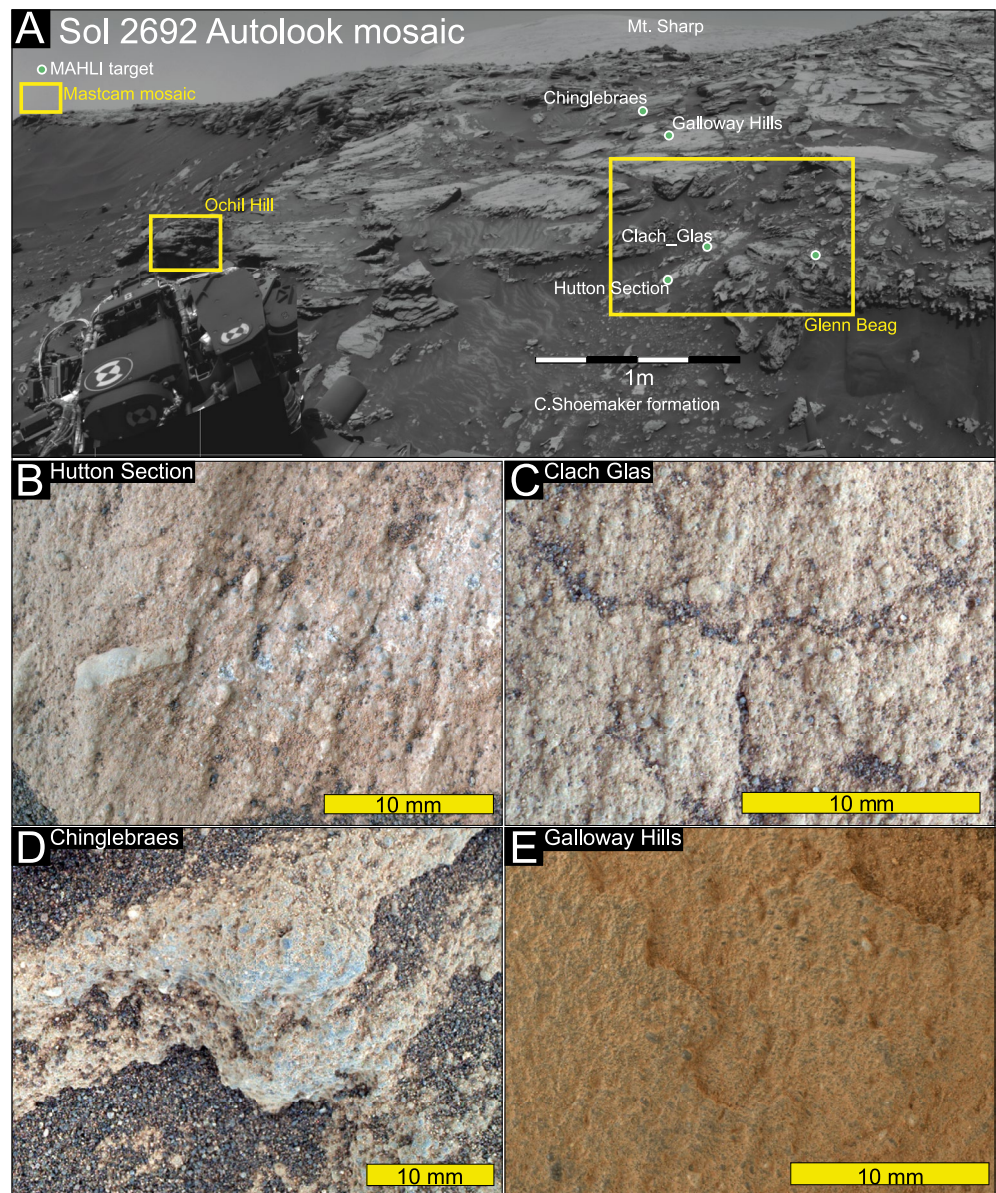 A Sol 2692 Autolook mosaic
Mt. Sharp
MAHLI target
Mastcam mosaic
Chinglebraes
Galloway Hills
Ochil Hill
Clach_Glas
Hutton Section
Glenn Beag
1m
C.Shoemaker formation
B Hutton Section
10 mm
C Clach Glas
10 mm
D Chinglebraes
10 mm
E Galloway Hills
10 mm